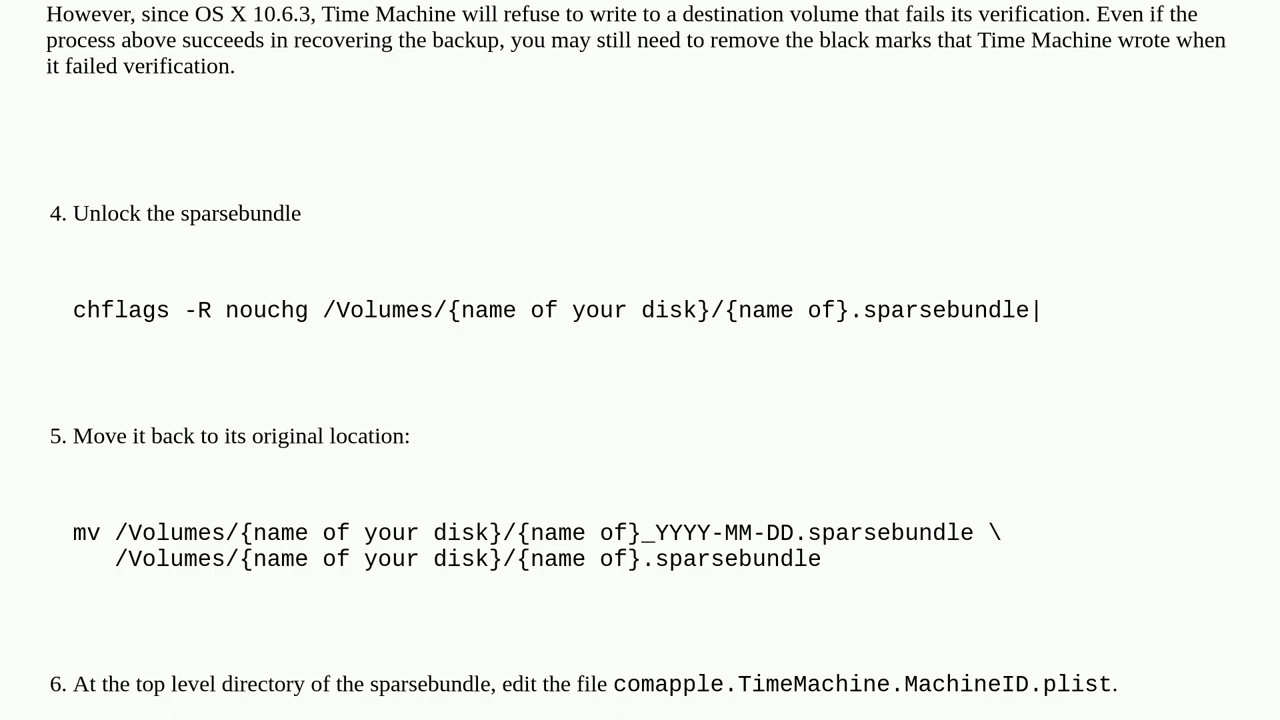 However, since OS X 10.6.3, Time Machine will refuse to write to a destination volume that fails its verification. Even if the
process above succeeds in recovering the backup, you may still need to remove the black marks that Time Machine wrote when
it failed verification.
4. Unlock the sparsebundle
chflags -R nouchg /Volumes/{name of your disk}/{name of}.sparsebundle|
5. Move it back to its original location:
mv /Volumes/{name of your disk}/{name of}_YYYY-MM-DD.sparsebundle \
/Volumes/{name of your disk}/{name of}.sparsebundle
6. At the top level directory of the sparsebundle, edit the file comapple.TimeMachine.MachineID.plist.